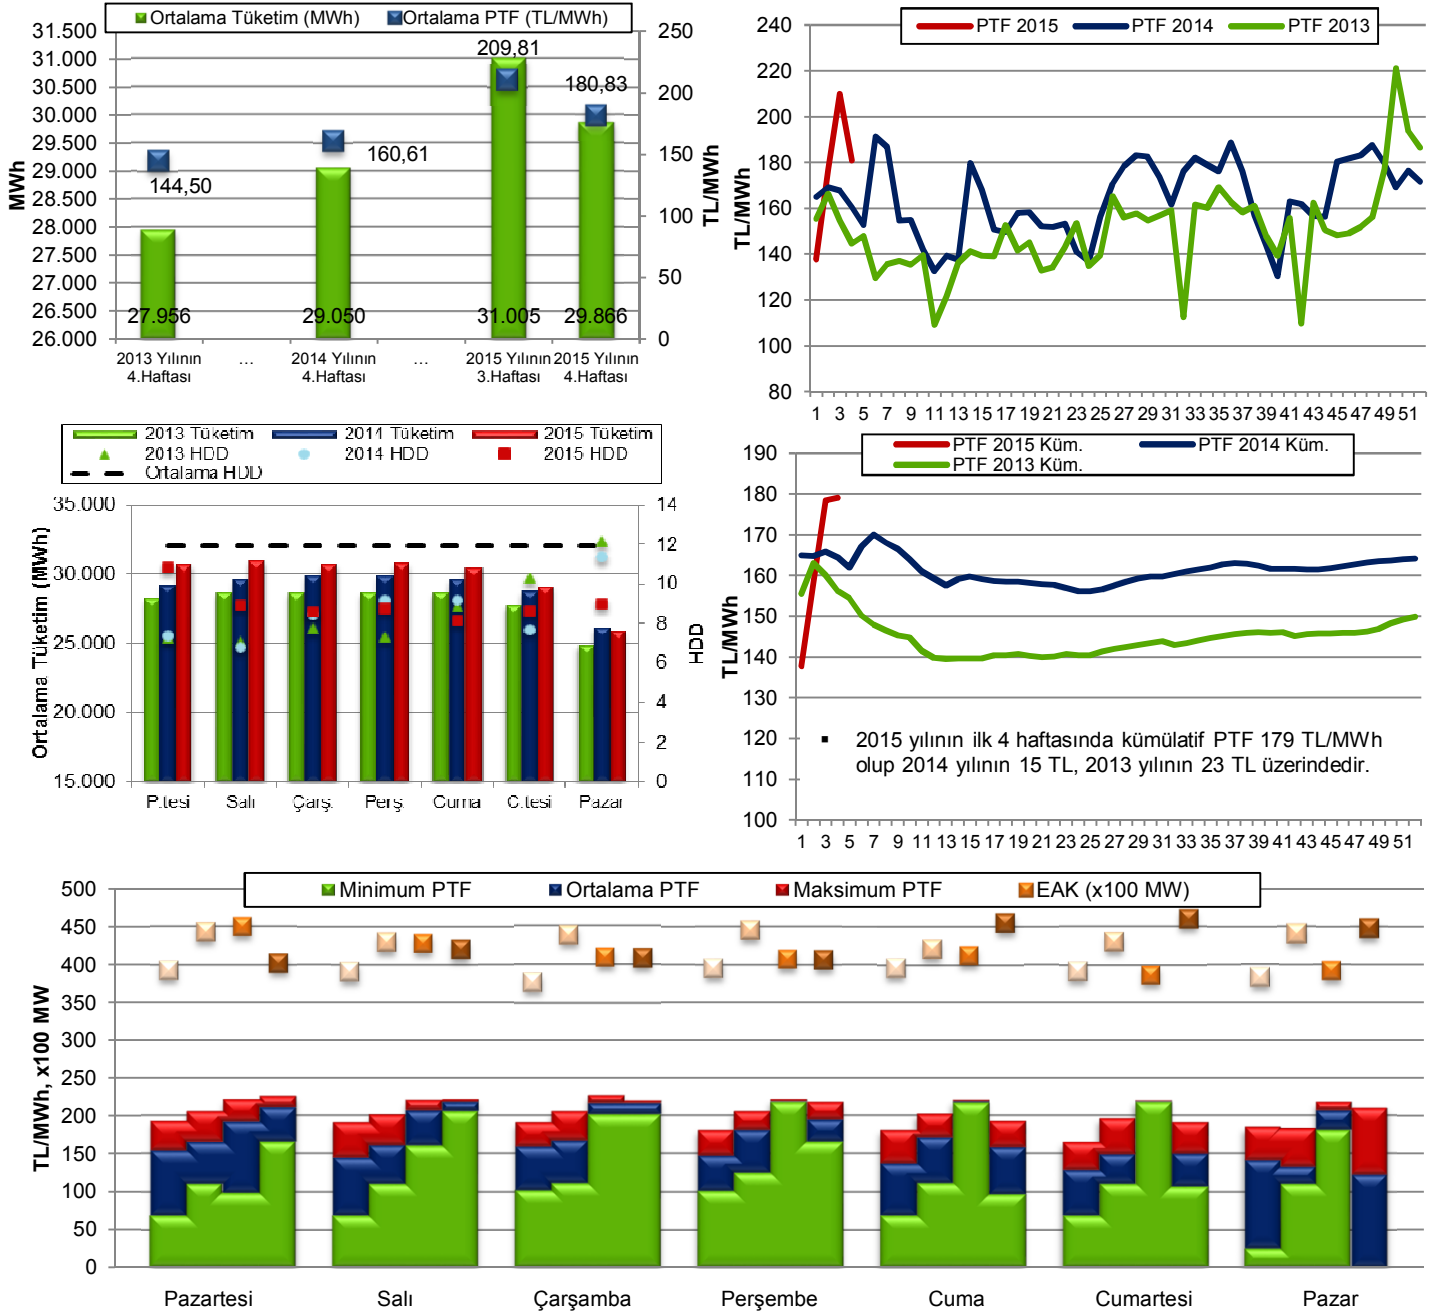 Ortalama Tüketim (MWh) Ortalama PTF (TL/MWh)
31.500
31.000
30.500
30.000
29.500
29.000
28.500
28.000
27.500
27.000
26.500
26.000
MWh
250
200
150
100
50
0
TL/MWh
144,50
160,61
209,81
180,83
27.956
29.050
31.005
29.866
2013 Yılının
4.Haftası
...
2014 Yılının
4.Haftası
...
2015 Yılının
3.Haftası
2015 Yılının
4.Haftası
PTF 2015 PTF 2014 PTF 2013
240
220
200
180
160
140
120
100
80
TL/MWh
1 3 5 7 9 11 13 15 17 19 21 23 25 27 29 31 33 35 37 39 41 43 45 47 49 51
2013 Tüketim 2014 Tüketim 2015 Tüketim
2013 HDD 2014 HDD 2015 HDD
Ortalama HDD
35.000
30.000
25.000
20.000
15.000
Ortalama Tüketim (MWh)
14
12
10
8
6
4
2
0
HDD
P.tesi Salı Çarş. Perş. Cuma C.tesi Pazar
PTF 2015 Küm. PTF 2014 Küm.
PTF 2013 Küm.
190
180
170
160
150
140
130
120
110
100
TL/MWh
▪ 2015 yılının ilk 4 haftasında kümülatif PTF 179 TL/MWh
olup 2014 yılının 15 TL, 2013 yılının 23 TL üzerindedir.
1 3 5 7 9 11 13 15 17 19 21 23 25 27 29 31 33 35 37 39 41 43 45 47 49 51
Minimum PTF Ortalama PTF Maksimum PTF EAK (x100 MW)
500
450
400
350
300
250
200
150
100
50
0
TL/MWh, x100 MW
Pazartesi Salı Çarşamba Perşembe Cuma Cumartesi Pazar